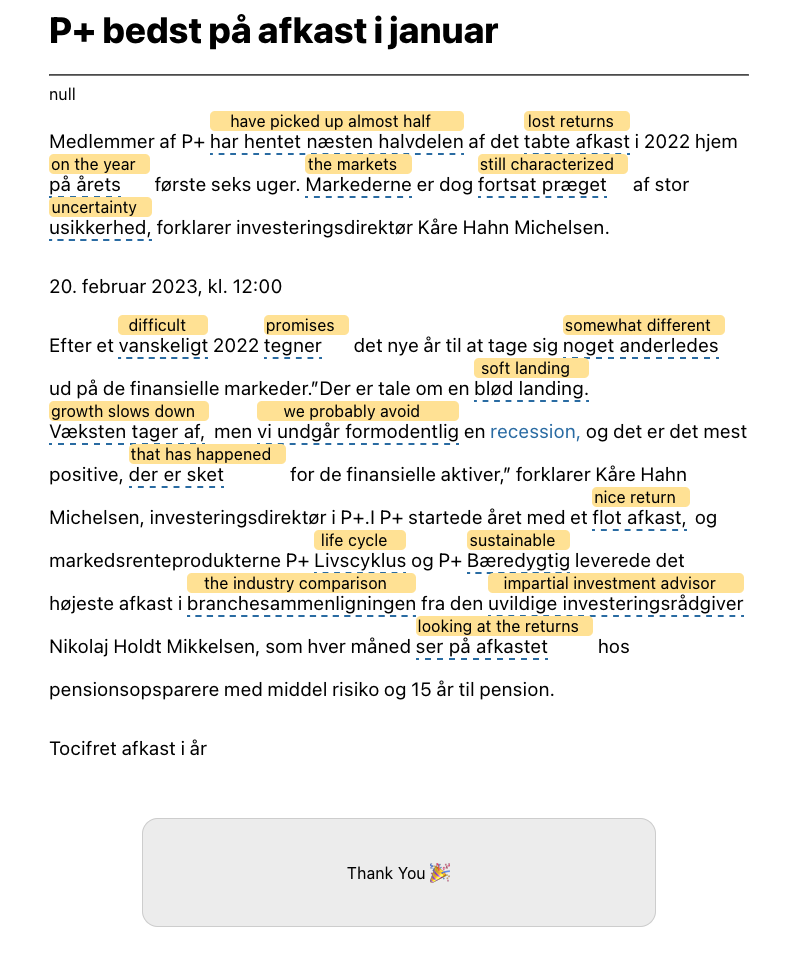 P+ bedst på afkast i januar
null
have picked up almost half lost returns
Medlemmer af P+ har hentet næsten halvdelen af det tabte afkast i 2022 hjem
on the year the markets still characterized
på årets første seks uger. Markederne er dog fortsat præget af stor
uncertainty
usikkerhed, forklarer investeringsdirektør Kåre Hahn Michelsen.
20. februar 2023, kl. 12:00
difficult promises somewhat different
Efter et vanskeligt 2022 tegner det nye år til at tage sig noget anderledes
soft landing
ud på de finansielle markeder.”Der er tale om en blød landing.
growth slows down we probably avoid
Væksten tager af, men vi undgår formodentlig en recession, og det er det mest
that has happened
positive, der er sket for de finansielle aktiver,” forklarer Kåre Hahn
nice return
Michelsen, investeringsdirektør i P+.I P+ startede året med et flot afkast, og
life cycle sustainable
markedsrenteprodukterne P+ Livscyklus og P+ Bæredygtig leverede det
the industry comparison impartial investment advisor
højeste afkast i branchesammenligningen fra den uvildige investeringsrådgiver
looking at the returns
Nikolaj Holdt Mikkelsen, som hver måned ser på afkastet hos
pensionsopsparere med middel risiko og 15 år til pension.
Tocifret afkast i år
Thank You 🎉